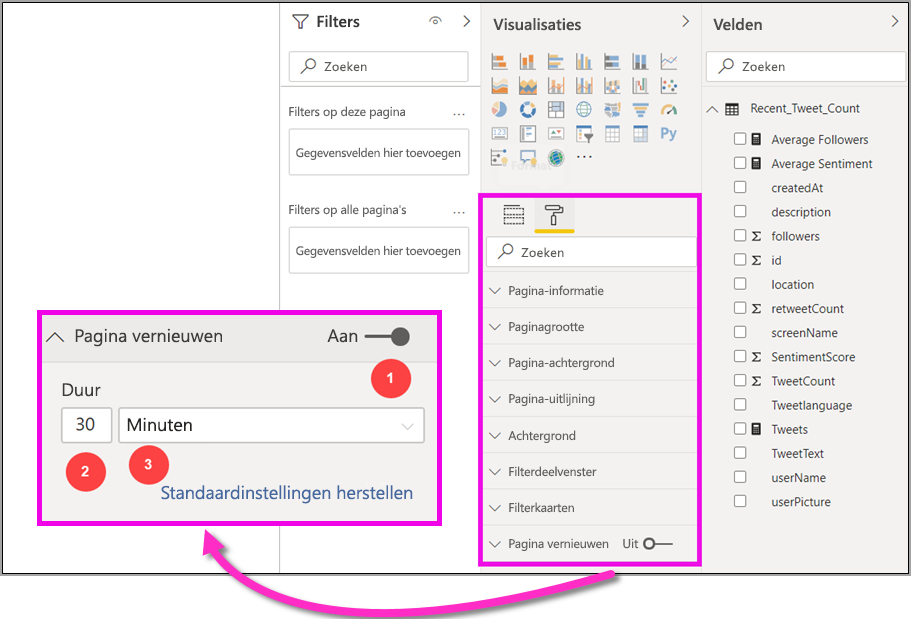 Filters
Zoeken
Filters op deze pagina
...
Gegevensvelden hier toevoegen
Filters op alle pagina's
...
Gegevensvelden hier toevoegen
Visualisaties
123
Py
...
Zoeken
Pagina-informatie
Paginagrootte
Pagina-achtergrond
Pagina-uitlijning
Achtergrond
Filterdeelvenster
Filterkaarten
Pagina vernieuwen Uit
Velden
Zoeken
Recent_Tweet_Count
Average Followers
Average Sentiment
createdAt
description
Σ followers
Σ id
location
Σ retweetCount
screenName
Σ SentimentScore
Σ TweetCount
Tweetlanguage
Tweets
TweetText
userName
userPicture
Pagina vernieuwen Aan
1
Duur
30 Minuten
2 3
Standaardinstellingen herstellen